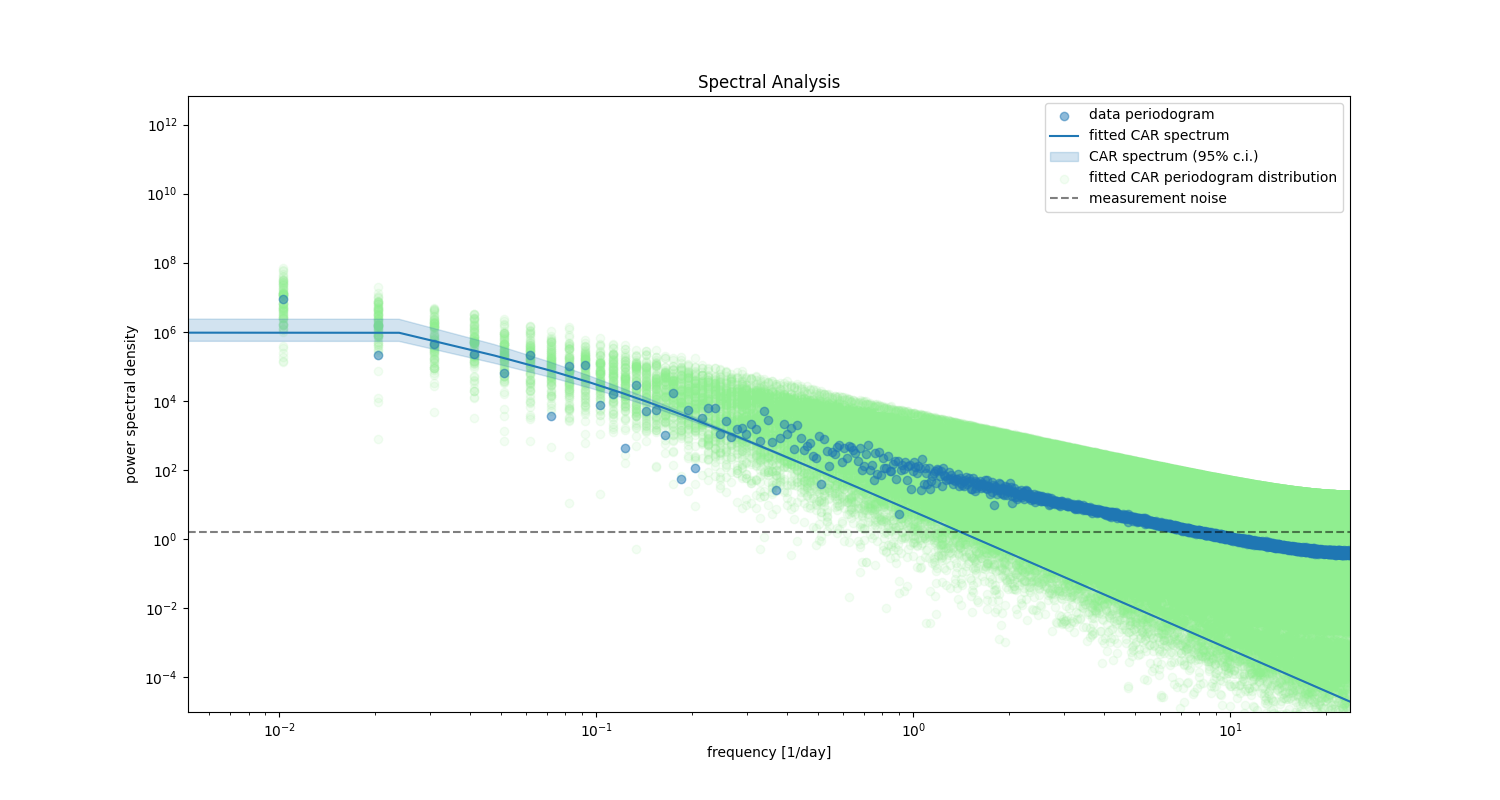 Spectral Analysis
data periodogram
fitted CAR spectrum
CAR spectrum (95% c.i.)
fitted CAR periodogram distribution
measurement noise
power spectral density
10^12
10^10
10^8
10^6
10^4
10^2
10^0
10^−2
10^−4
10^−2 10^−1 10^0 10^1
frequency [1/day]